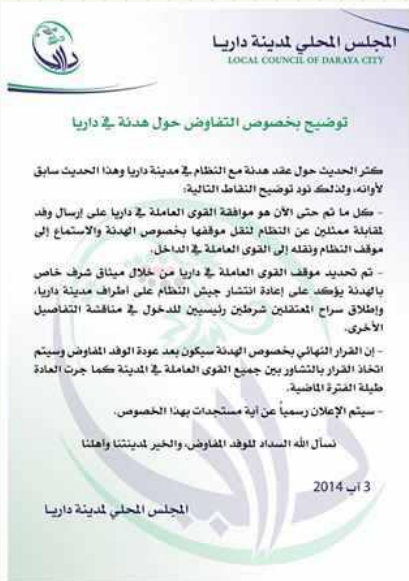 المجلس المحلي لمدينة داريا
LOCAL COUNCIL OF DARAYA CITY
داريا
توضيح بخصوص التفاوض حول هدنة في داريا
كثر الحديث حول عقد هدنة مع النظام في مدينة داريا وهذا الحديث سابق
لأوانه، ولذلك نود توضيح النقاط التالية:
- كل ما تم حتى الآن هو موافقة القوى العاملة في داريا على إرسال وفد
لمقابلة ممثلين عن النظام لنقل موقفها بخصوص الهدنة والاستماع إلى
موقف النظام ونقله إلى القوى العاملة في الداخل.
- تم تحديد موقف القوى العاملة في داريا من خلال ميثاق شرف خاص
بالهدنة يؤكد على إعادة انتشار جيش النظام على أطراف مدينة داريا،
وإطلاق سراح المعتقلين شرطين رئيسيين للدخول في مناقشة التفاصيل
الأخرى.
- إن القرار النهائي بخصوص الهدنة سيكون بعد عودة الوفد المفاوض وسيتم
اتخاذ القرار بالتشاور بين جميع القوى العاملة في المدينة كما جرت العادة
طيلة الفترة الماضية.
- سيتم الإعلان رسمياً عن أية مستجدات بهذا الخصوص.
نسأل الله السداد للوفد المفاوض، والخير لمدينتنا وأهلنا
3 آب 2014
المجلس المحلي لمدينة داريا